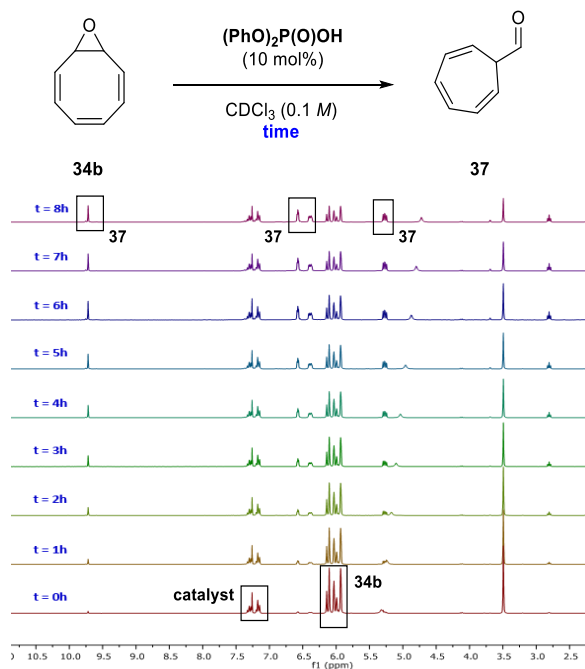 O
(PhO)₂P(O)OH
(10 mol%)
CDCl₃ (0.1 M)
time
O
34b
37
t = 8h
37
37
37
t = 7h
t = 6h
t = 5h
t = 4h
t = 3h
t = 2h
t = 1h
34b
catalyst
t = 0h
10.5 10.0 9.5 9.0 8.5 8.0 7.5 7.0 6.5 6.0 5.5 5.0 4.5 4.0 3.5 3.0 2.5
f1 (ppm)